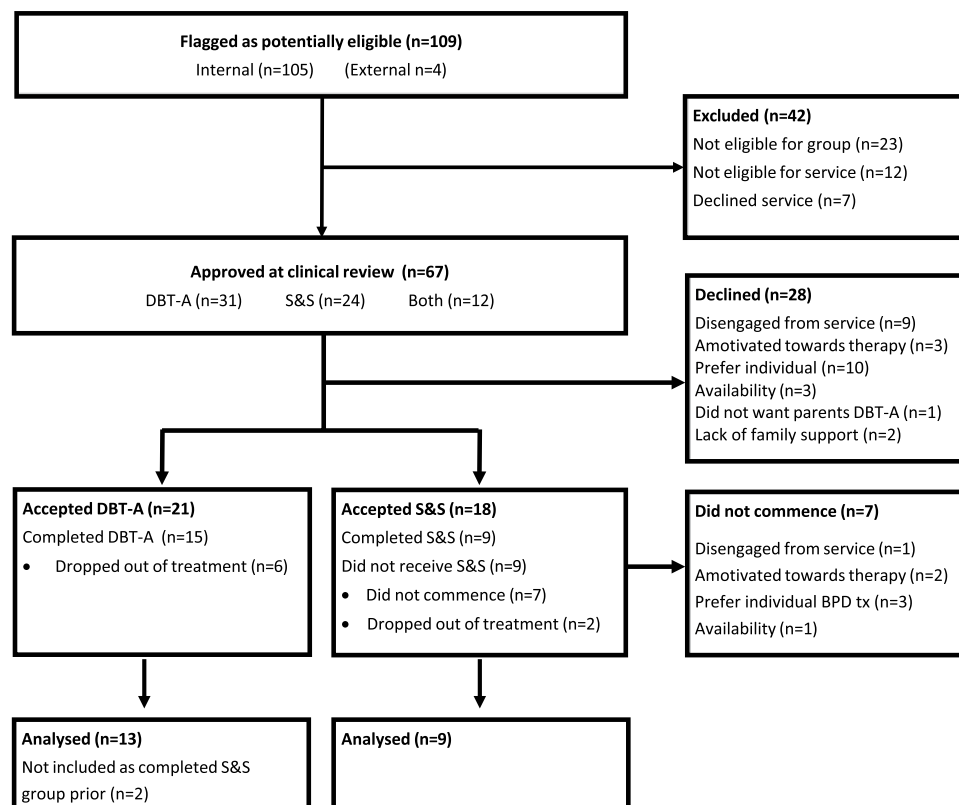 Flagged as potentially eligible (n=109)
Internal (n=105) (External n=4)
Excluded (n=42)
Not eligible for group (n=23)
Not eligible for service (n=12)
Declined service (n=7)
Approved at clinical review (n=67)
DBT-A (n=31) S&S (n=24) Both (n=12)
Declined (n=28)
Disengaged from service (n=9)
Amotivated towards therapy (n=3)
Prefer individual (n=10)
Availability (n=3)
Did not want parents DBT-A (n=1)
Lack of family support (n=2)
Accepted DBT-A (n=21)
Completed DBT-A (n=15)
• Dropped out of treatment (n=6)
Accepted S&S (n=18)
Completed S&S (n=9)
Did not receive S&S (n=9)
• Did not commence (n=7)
• Dropped out of treatment (n=2)
Did not commence (n=7)
Disengaged from service (n=1)
Amotivated towards therapy (n=2)
Prefer individual BPD tx (n=3)
Availability (n=1)
Analysed (n=13)
Not included as completed S&S
group prior (n=2)
Analysed (n=9)